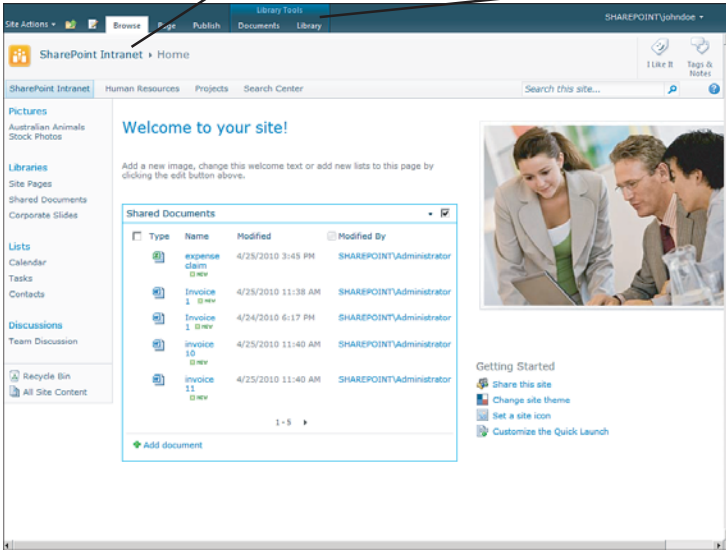 Library Tools
Site Actions Browse Page Publish Documents Library SHAREPOINT\johndoe
SharePoint Intranet Home
I Like It Tags & Notes
SharePoint Intranet Human Resources Projects Search Center Search this site...
Pictures
Australian Animals
Stock Photos
Libraries
Site Pages
Shared Documents
Corporate Slides
Lists
Calendar
Tasks
Contacts
Discussions
Team Discussion
Recycle Bin
All Site Content
Welcome to your site!
Add a new image, change this welcome text or add new lists to this page by
clicking the edit button above.
Shared Documents
Type Name Modified Modified By
expense 4/25/2010 3:45 PM SHAREPOINT\Administrator
claim
NEW
Invoice 4/25/2010 11:38 AM SHAREPOINT\Administrator
1 NEW
Invoice 4/24/2010 6:17 PM SHAREPOINT\Administrator
1 NEW
invoice 4/25/2010 11:40 AM SHAREPOINT\Administrator
10
NEW
invoice 4/25/2010 11:40 AM SHAREPOINT\Administrator
11
NEW
1 - 5
Add document
Getting Started
Share this site
Change site theme
Set a site icon
Customize the Quick Launch